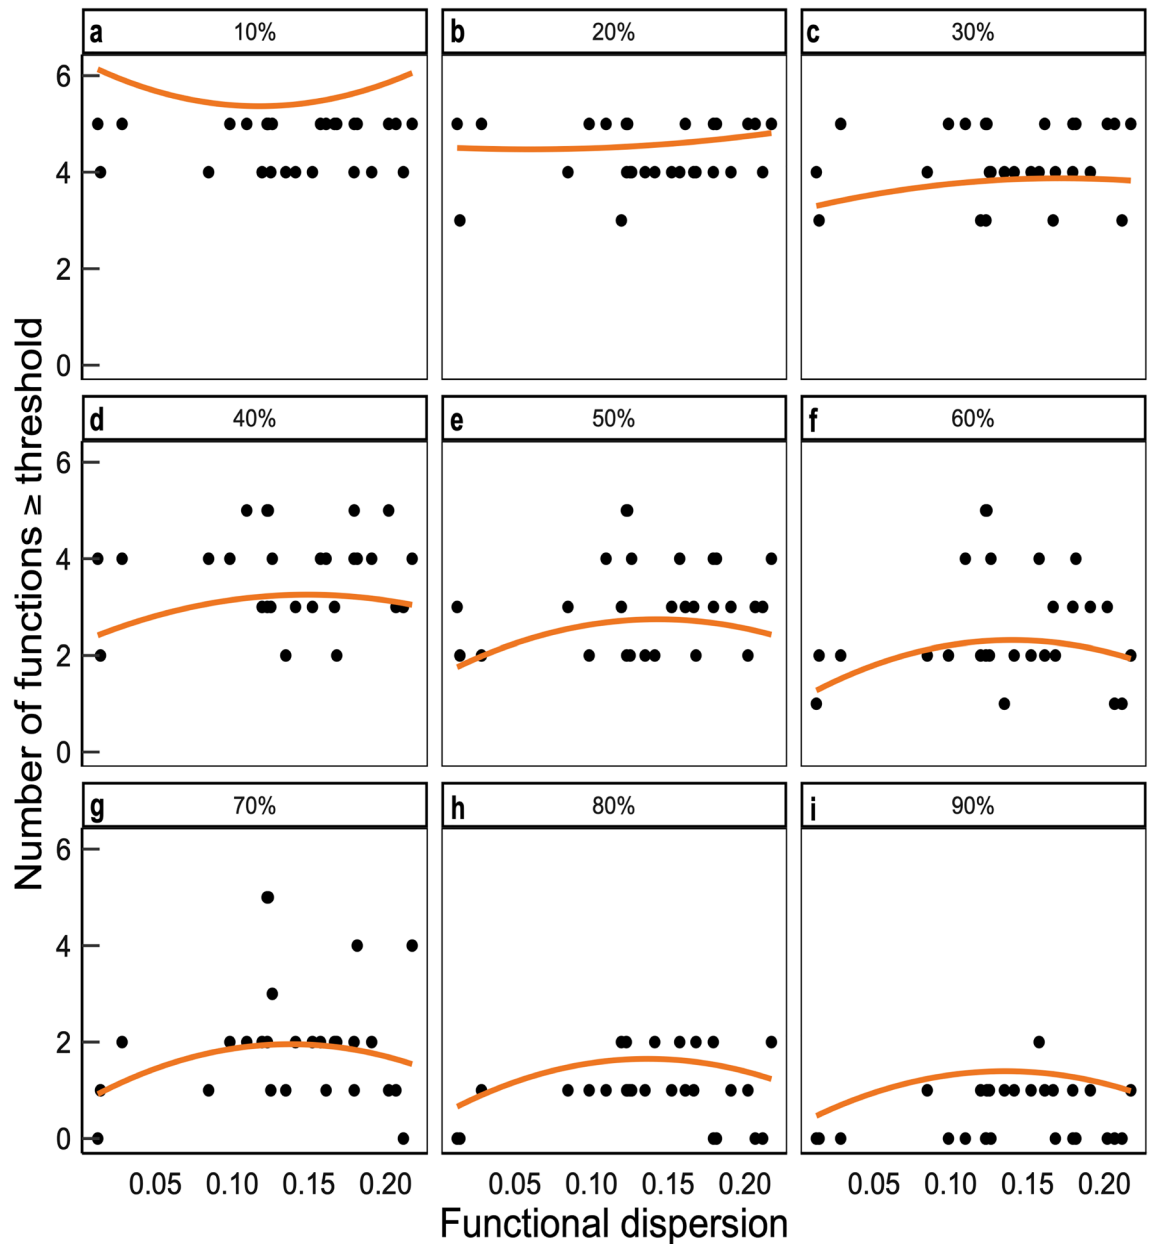 a 10%
b 20%
c 30%
6
4
2
0
d 40%
e 50%
f 60%
6
4
2
0
g 70%
h 80%
i 90%
6
4
2
0
0.05 0.10 0.15 0.20
0.05 0.10 0.15 0.20
0.05 0.10 0.15 0.20
Number of functions ≥ threshold
Functional dispersion